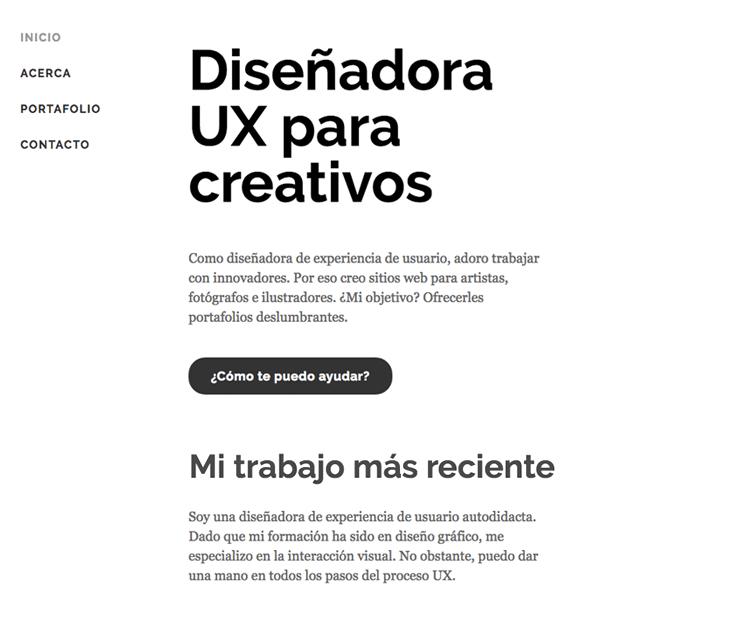 INICIO
ACERCA
PORTAFOLIO
CONTACTO
Diseñadora
UX para
creativos
Como diseñadora de experiencia de usuario, adoro trabajar
con innovadores. Por eso creo sitios web para artistas,
fotógrafos e ilustradores. ¿Mi objetivo? Ofrecerles
portafolios deslumbrantes.
¿Cómo te puedo ayudar?
Mi trabajo más reciente
Soy una diseñadora de experiencia de usuario autodidacta.
Dado que mi formación ha sido en diseño gráfico, me
especializo en la interacción visual. No obstante, puedo dar
una mano en todos los pasos del proceso UX.